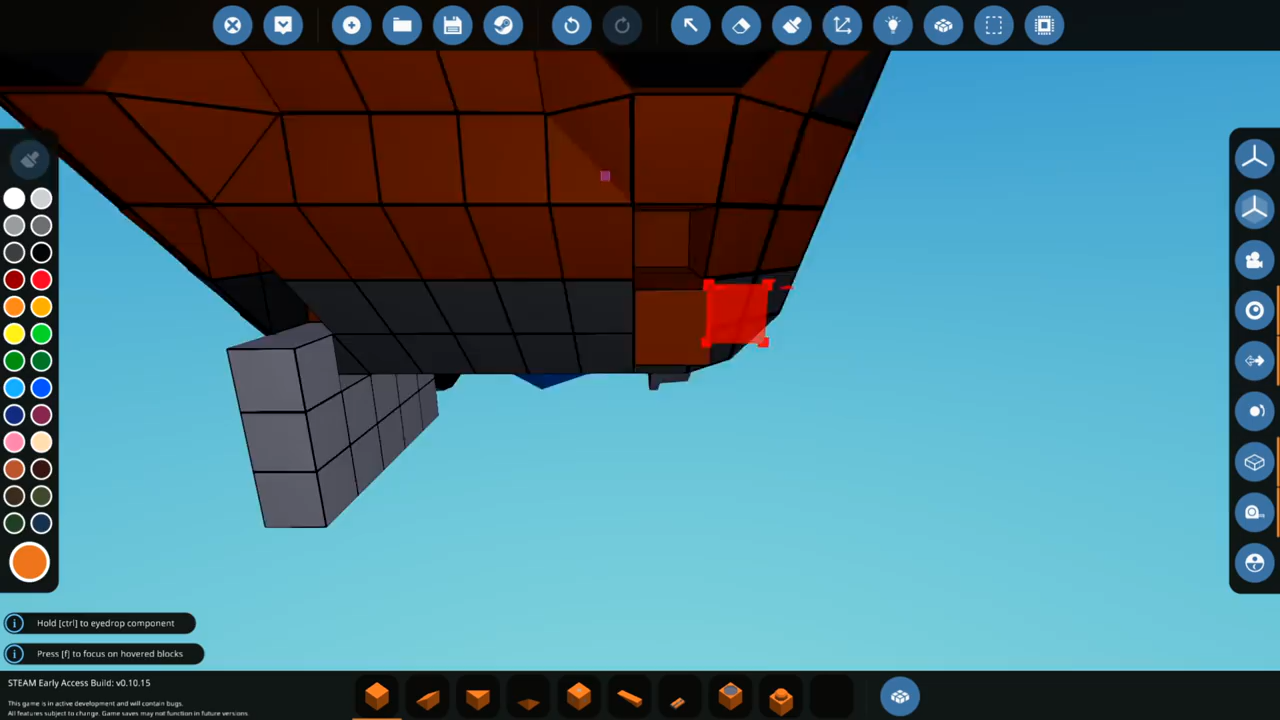 Hold [ctrl] to eyedrop component
Press [f] to focus on hovered blocks
STEAM Early Access Build: v0.10.15
This game is in active development and will contain bugs.
All features subject to change. Game saves may not function in future versions.